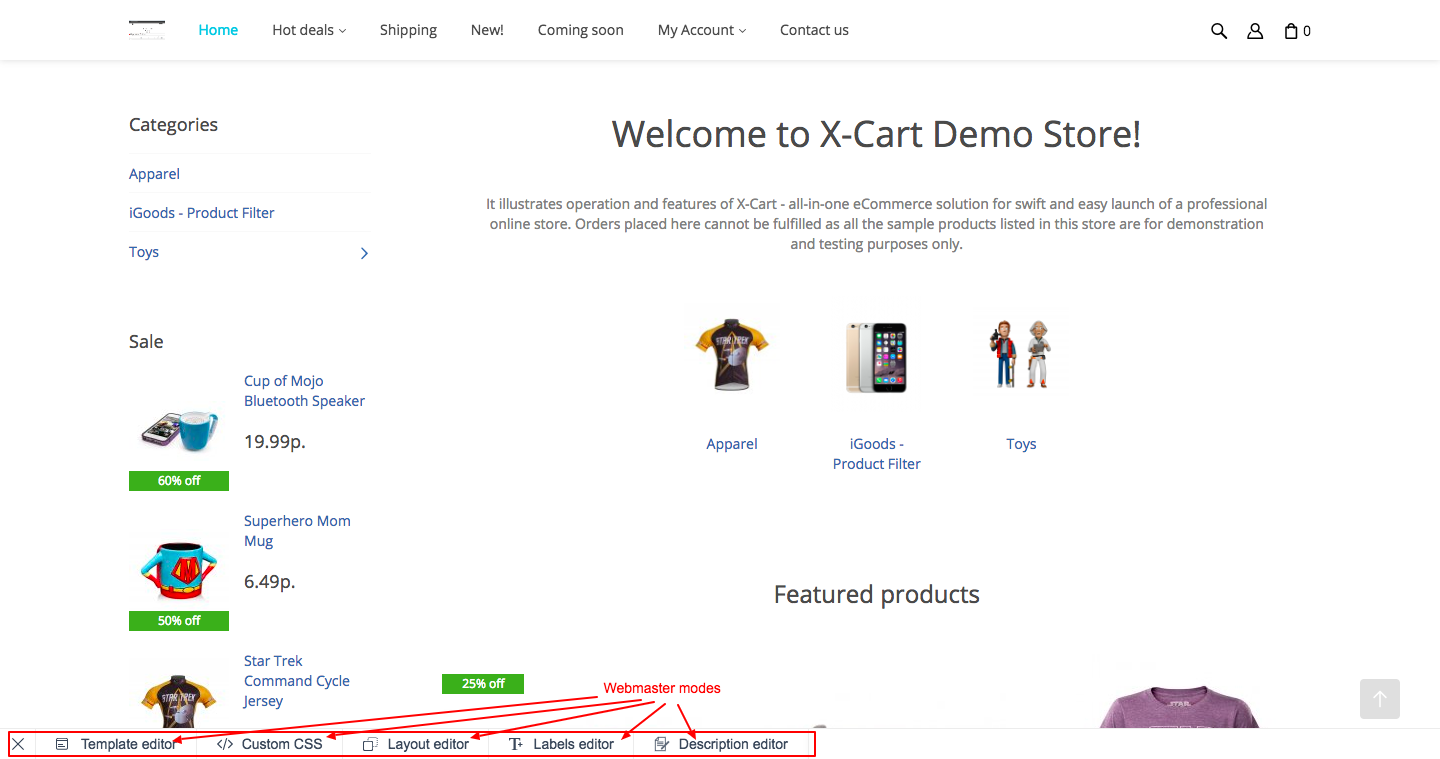 Home Hot deals Shipping New! Coming soon My Account Contact us 0
Categories
Apparel
iGoods - Product Filter
Toys
Sale
Cup of Mojo
Bluetooth Speaker
19.99р.
60% off
Superhero Mom
Mug
6.49р.
50% off
Star Trek
Command Cycle
Jersey
STAR TREK
Welcome to X-Cart Demo Store!
It illustrates operation and features of X-Cart - all-in-one eCommerce solution for swift and easy launch of a professional
online store. Orders placed here cannot be fulfilled as all the sample products listed in this store are for demonstration
and testing purposes only.
STAR TREK
Apparel
iGoods -
Product Filter
Toys
Featured products
25% off
STAR
Webmaster modes
Template editor Custom CSS Layout editor Labels editor Description editor